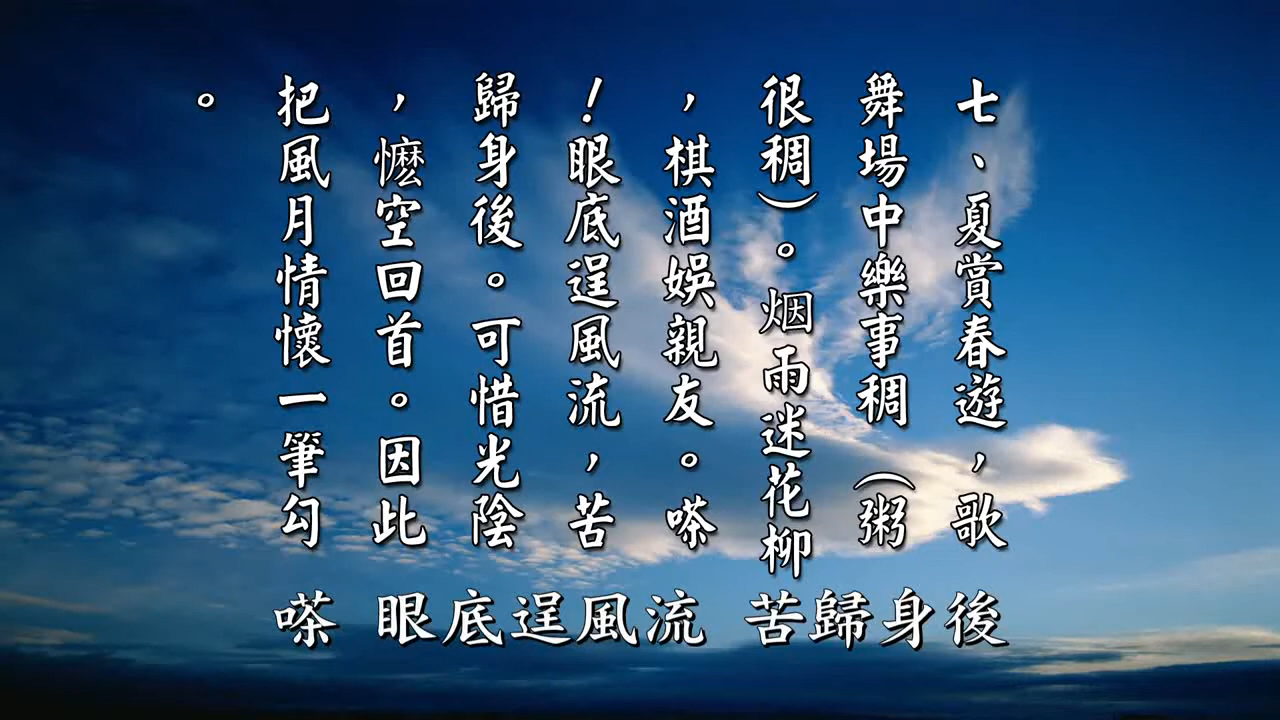 七、夏賞春遊，歌
舞場中樂事稠（粥
很稠）。烟雨迷花柳
，棋酒娛親友。嗏
！眼底逞風流，苦
歸身後。可惜光陰
，懡空回首。因此
把風月情懷一筆勾
。
嗏 眼底逞風流 苦歸身後